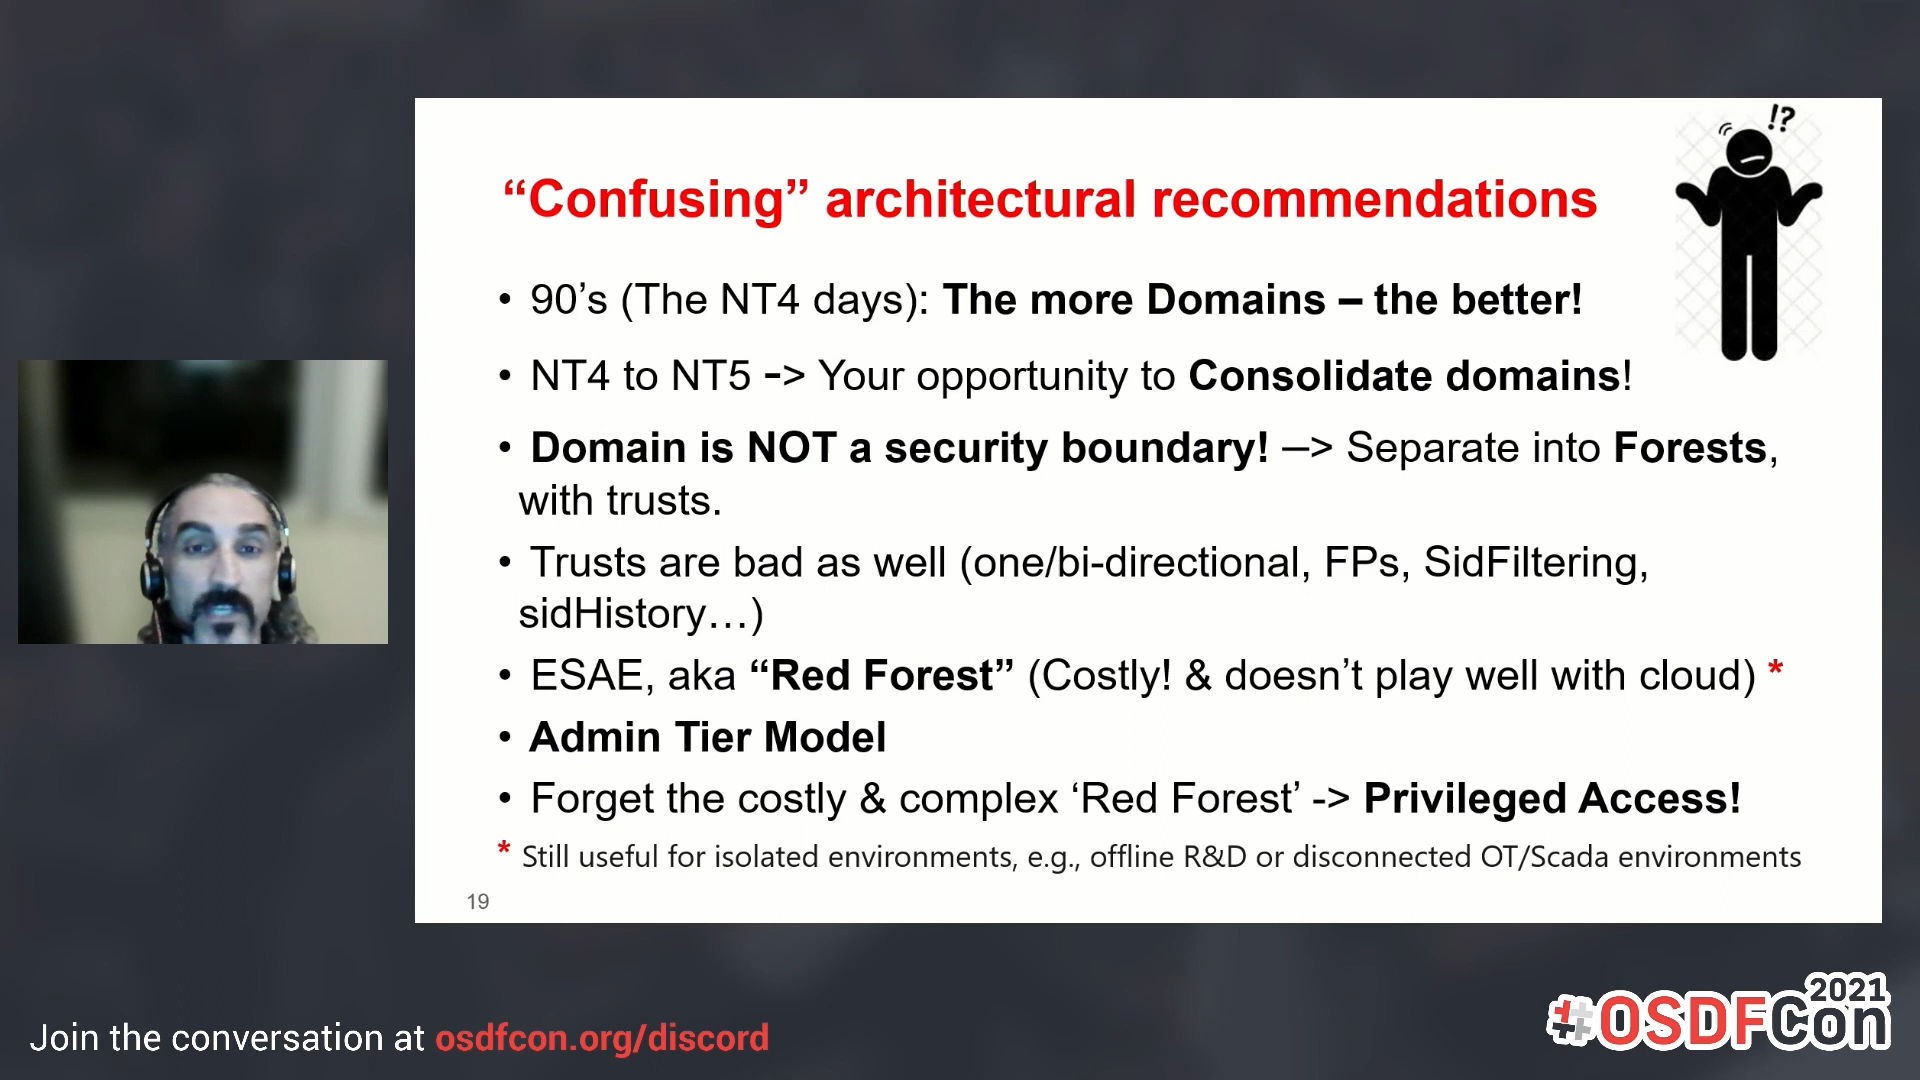 !?
“Confusing” architectural recommendations
• 90’s (The NT4 days): The more Domains – the better!
• NT4 to NT5 -> Your opportunity to Consolidate domains!
• Domain is NOT a security boundary! –> Separate into Forests,
with trusts.
• Trusts are bad as well (one/bi-directional, FPs, SidFiltering,
sidHistory…)
• ESAE, aka “Red Forest” (Costly! & doesn’t play well with cloud) *
• Admin Tier Model
• Forget the costly & complex ‘Red Forest’ -> Privileged Access!
* Still useful for isolated environments, e.g., offline R&D or disconnected OT/Scada environments
19
Join the conversation at osdfcon.org/discord
2021
#OSDFCon